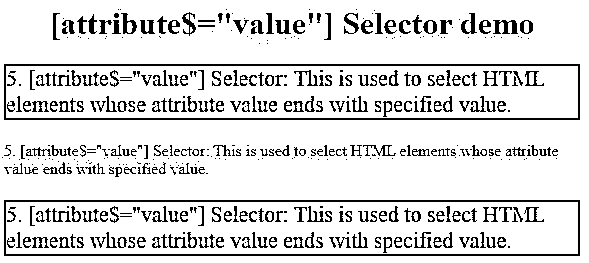 [attribute$="value"] Selector demo
5. [attribute$="value"] Selector: This is used to select HTML
elements whose attribute value ends with specified value.
5. [attribute$="value"] Selector: This is used to select HTML elements whose attribute
value ends with specified value.
5. [attribute$="value"] Selector: This is used to select HTML
elements whose attribute value ends with specified value.